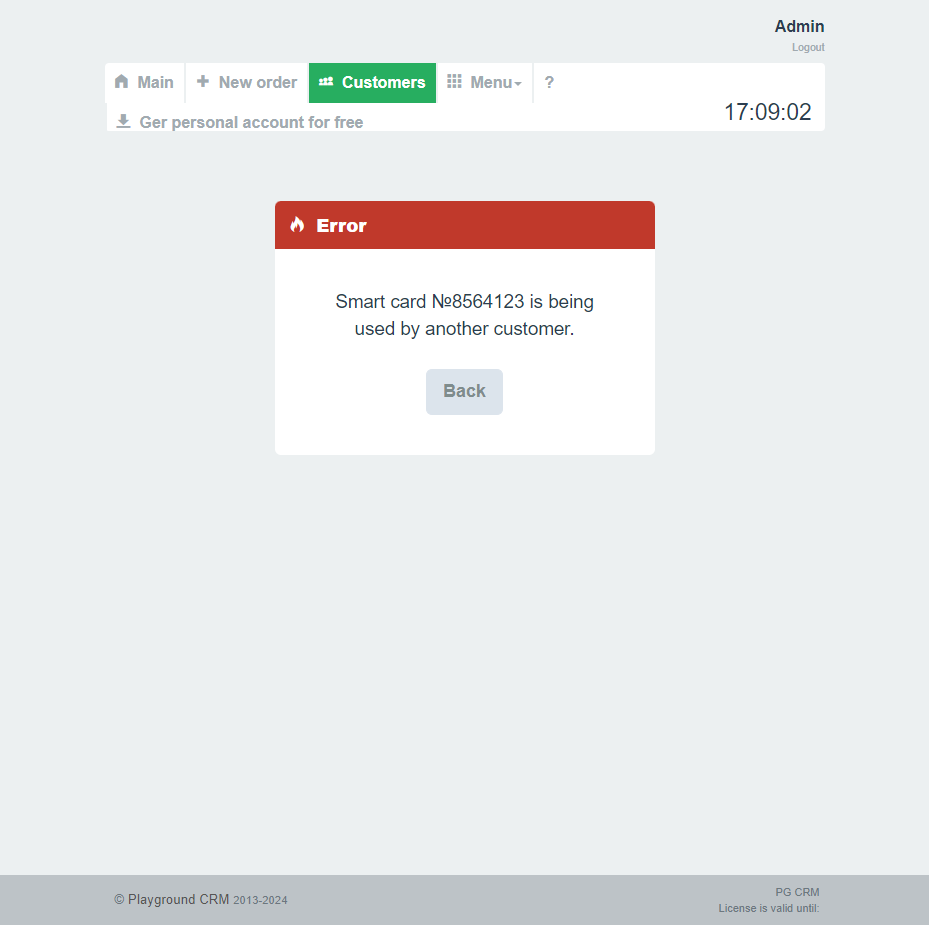 Admin
Logout
Main New order Customers Menu ?
Ger personal account for free
17:09:02
Error
Smart card №8564123 is being
used by another customer.
Back
© Playground CRM 2013-2024
PG CRM
License is valid until: